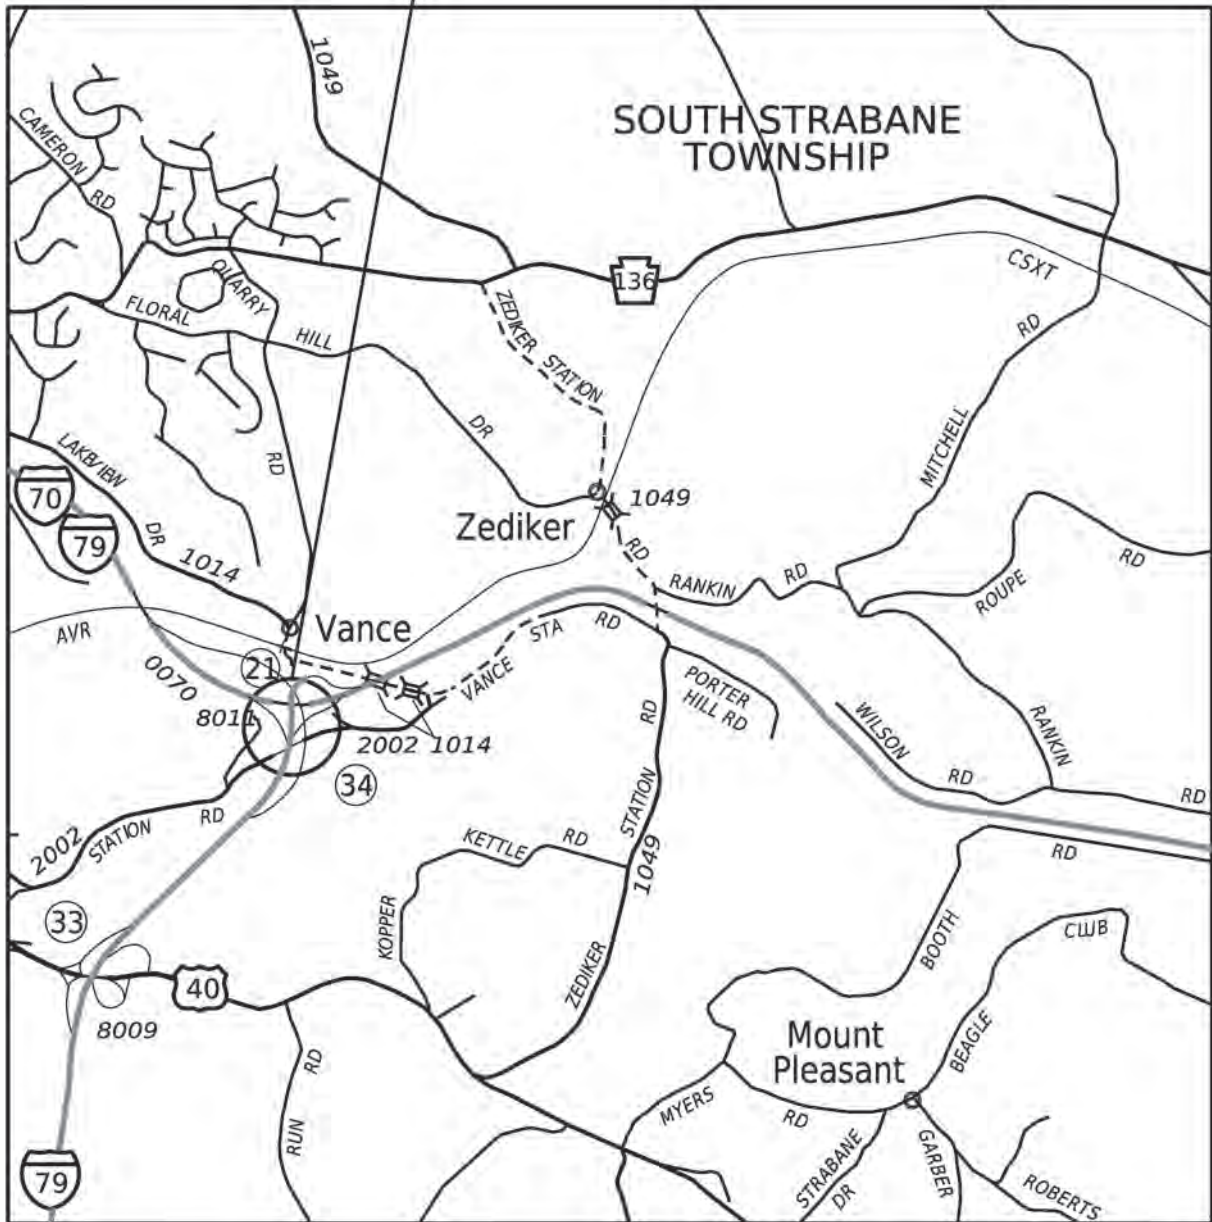 1049
SOUTH STRABANE
TOWNSHIP
CAMERON
RD
CSXT
QUARRY
136
ZEDIKER STATION
FLORAL
HILL
RD
DR
MITCHELL
LAKEVIEW
RD
70
79
DR
1014
Zediker
1049
RD
RD
RANKIN
RD
ROUPE
AVR
Vance
STA
RD
0070
21
VANCE
PORTER
HILL RD
8011
2002
1014
RD
WILSON
RANKIN
34
RD
RD
2002
STATION
RD
STATION
KETTLE
RD
1049
RD
33
KOPPER
BOOTH
CWB
40
ZEDIKER
8009
Mount
Pleasant
BEAGLE
RD
MYERS
RD
RUN
STRABANE
DR
GARBER
79
ROBERTS